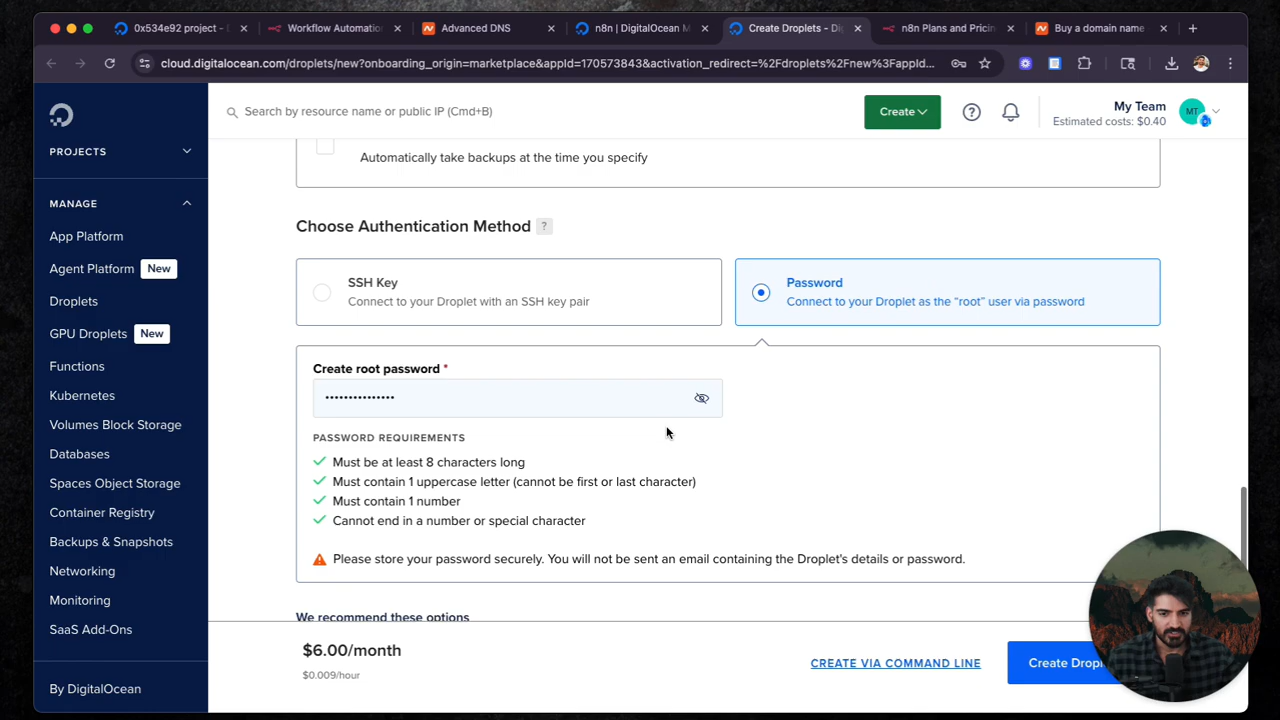 0x534e92 project -
Workflow Automation
Advanced DNS
n8n | DigitalOcean M
Create Droplets - Di
n8n Plans and Pricin
Buy a domain name
cloud.digitalocean.com/droplets/new?onboarding_origin=marketplace&appId=170573843&activation_redirect=%2Fdroplets%2Fnew%3FappId...
Search by resource name or public IP (Cmd+B)
Create
My Team
Estimated costs: $0.40
MT
PROJECTS
MANAGE
App Platform
Agent Platform New
Droplets
GPU Droplets New
Functions
Kubernetes
Volumes Block Storage
Databases
Spaces Object Storage
Container Registry
Backups & Snapshots
Networking
Monitoring
SaaS Add-Ons
By DigitalOcean
Automatically take backups at the time you specify
Choose Authentication Method ?
SSH Key
Connect to your Droplet with an SSH key pair
Password
Connect to your Droplet as the “root” user via password
Create root password *
•••••••••••••••
PASSWORD REQUIREMENTS
Must be at least 8 characters long
Must contain 1 uppercase letter (cannot be first or last character)
Must contain 1 number
Cannot end in a number or special character
Please store your password securely. You will not be sent an email containing the Droplet's details or password.
We recommend these options
$6.00/month
$0.009/hour
CREATE VIA COMMAND LINE
Create Dropl